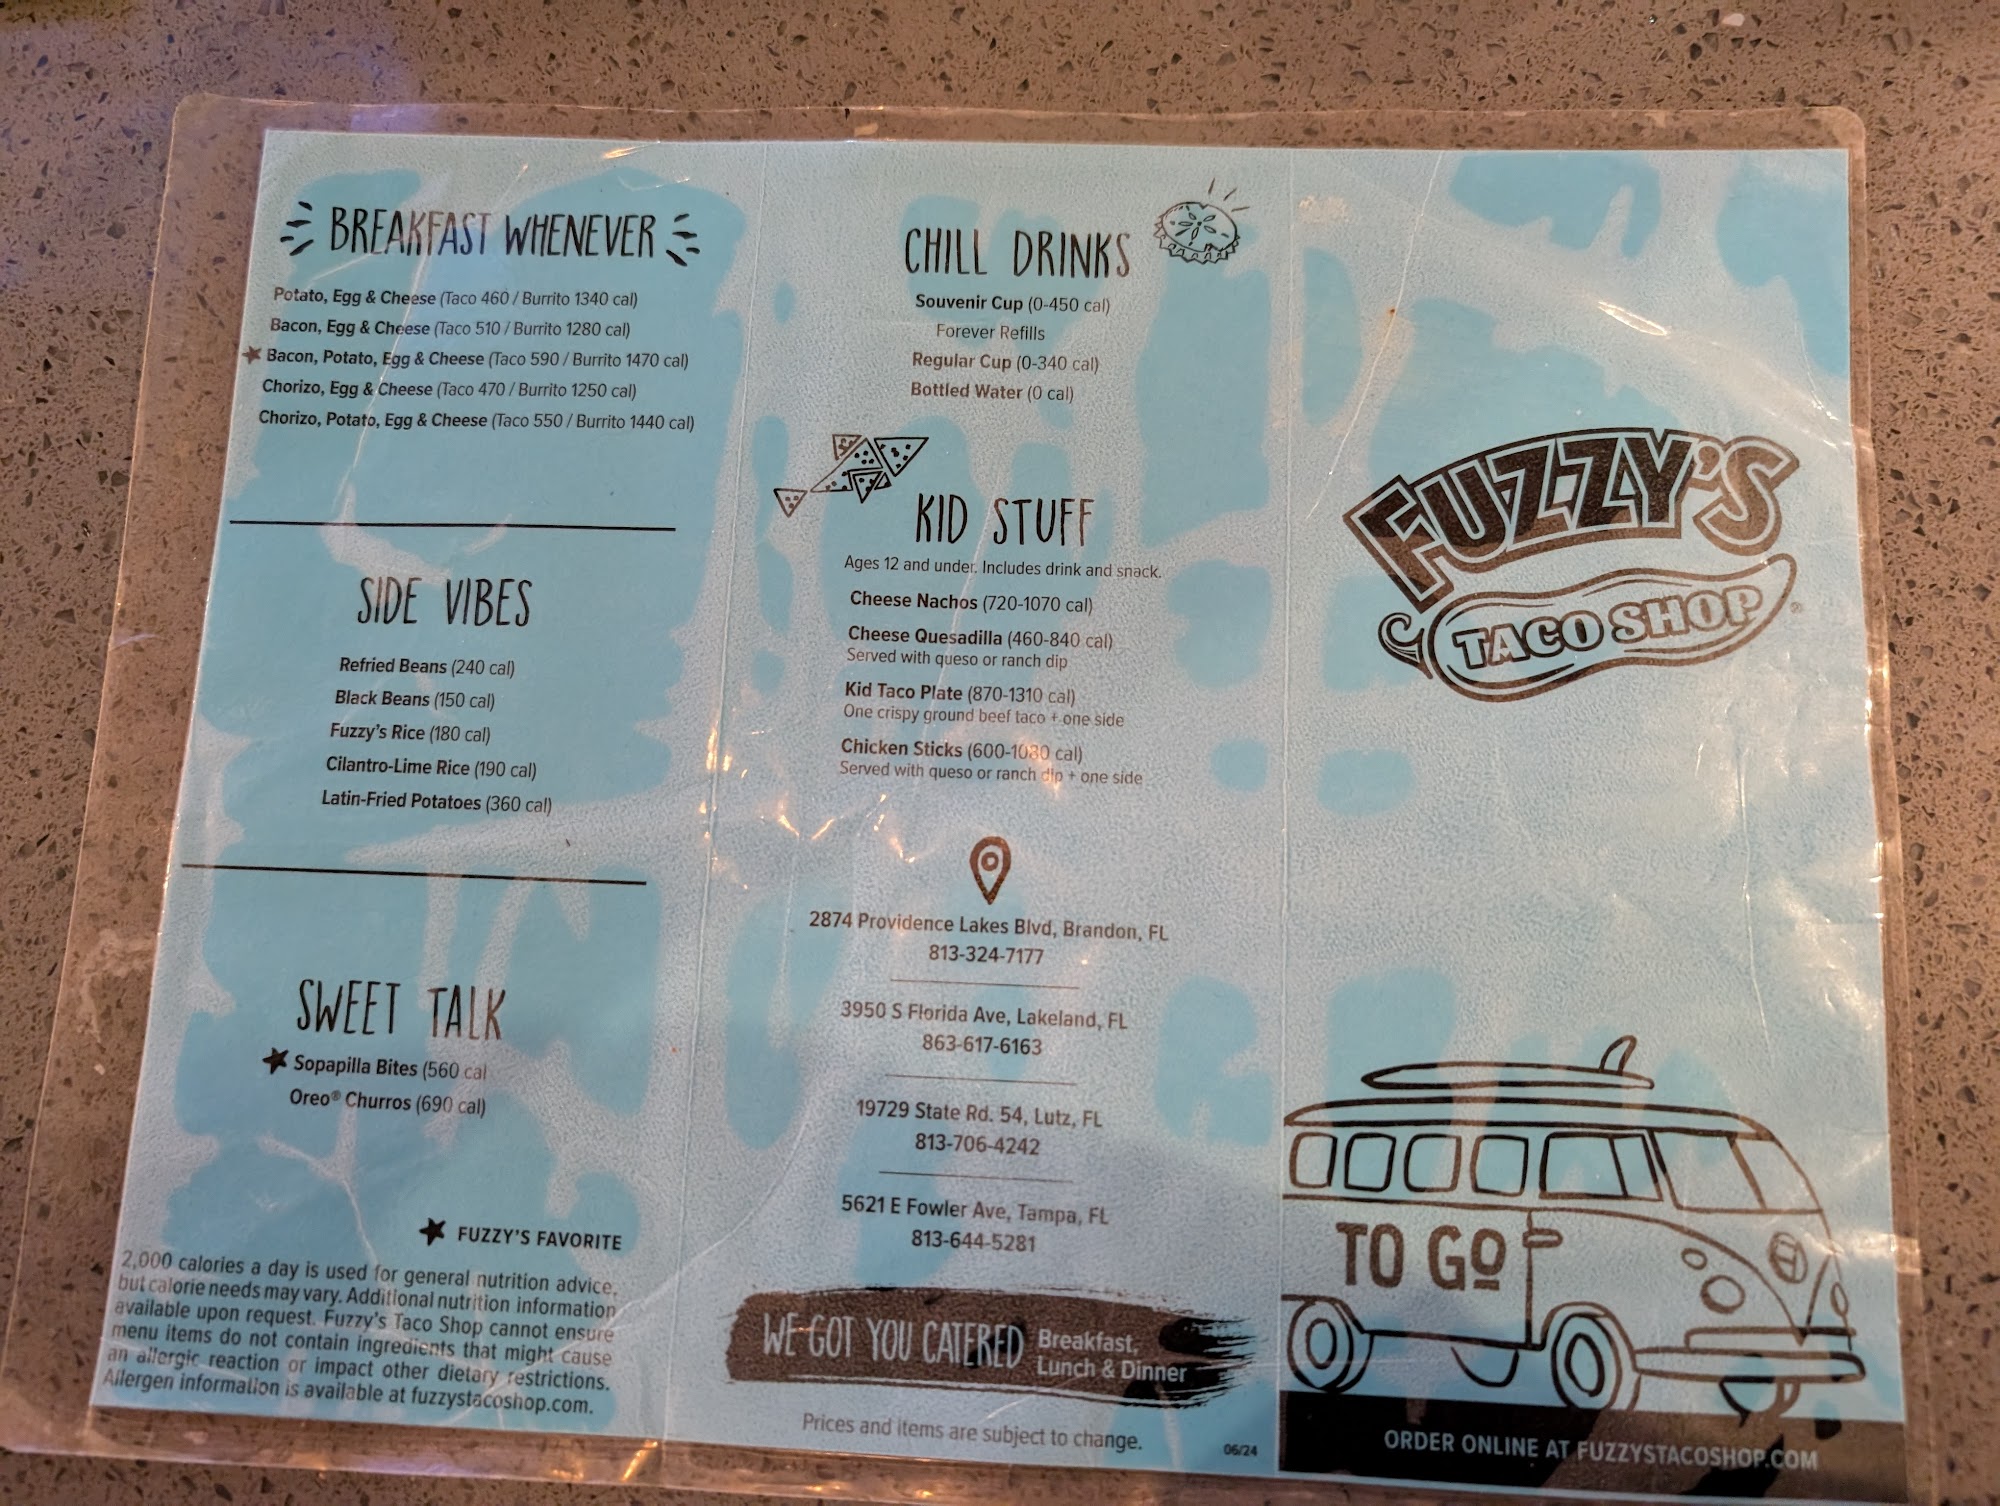 BREAKFAST WHENEVER
Potato, Egg & Cheese (Taco 460 / Burrito 1340 cal)
Bacon, Egg & Cheese (Taco 510 / Burrito 1280 cal)
Bacon, Potato, Egg & Cheese (Taco 590 / Burrito 1470 cal)
Chorizo, Egg & Cheese (Taco 470 / Burrito 1250 cal)
Chorizo, Potato, Egg & Cheese (Taco 550 / Burrito 1440 cal)
SIDE VIBES
Refried Beans (240 cal)
Black Beans (150 cal)
Fuzzy's Rice (180 cal)
Cilantro-Lime Rice (190 cal)
Latin-Fried Potatoes (360 cal)
SWEET TALK
Sopapilla Bites (560 cal
Oreo® Churros (690 cal)
FUZZY'S FAVORITE
2,000 calories a day is used for general nutrition advice,
but calorie needs may vary. Additional nutrition information
available upon request. Fuzzy's Taco Shop cannot ensure
menu items do not contain ingredients that might cause
an allergic reaction or impact other dietary restrictions.
Allergen information is available at fuzzystacoshop.com.
CHILL DRINKS
Souvenir Cup (0-450 cal)
Forever Refills
Regular Cup (0-340 cal)
Bottled Water (0 cal)
KID STUFF
Ages 12 and under. Includes drink and snack.
Cheese Nachos (720-1070 cal)
Cheese Quesadilla (460-840 cal)
Served with queso or ranch dip
Kid Taco Plate (870-1310 cal)
One crispy ground beef taco + one side
Chicken Sticks (600-1080 cal)
Served with queso or ranch dip + one side
2874 Providence Lakes Blvd, Brandon, FL
813-324-7177
3950 S Florida Ave, Lakeland, FL
863-617-6163
19729 State Rd. 54, Lutz, FL
813-706-4242
5621 E Fowler Ave, Tampa, FL
813-644-5281
WE GOT YOU CATERED
Breakfast,
Lunch & Dinner
Prices and items are subject to change.
06/24
FUZZY'S
TACO SHOP®
TO GO
ORDER ONLINE AT FUZZYSTACOSHOP.COM